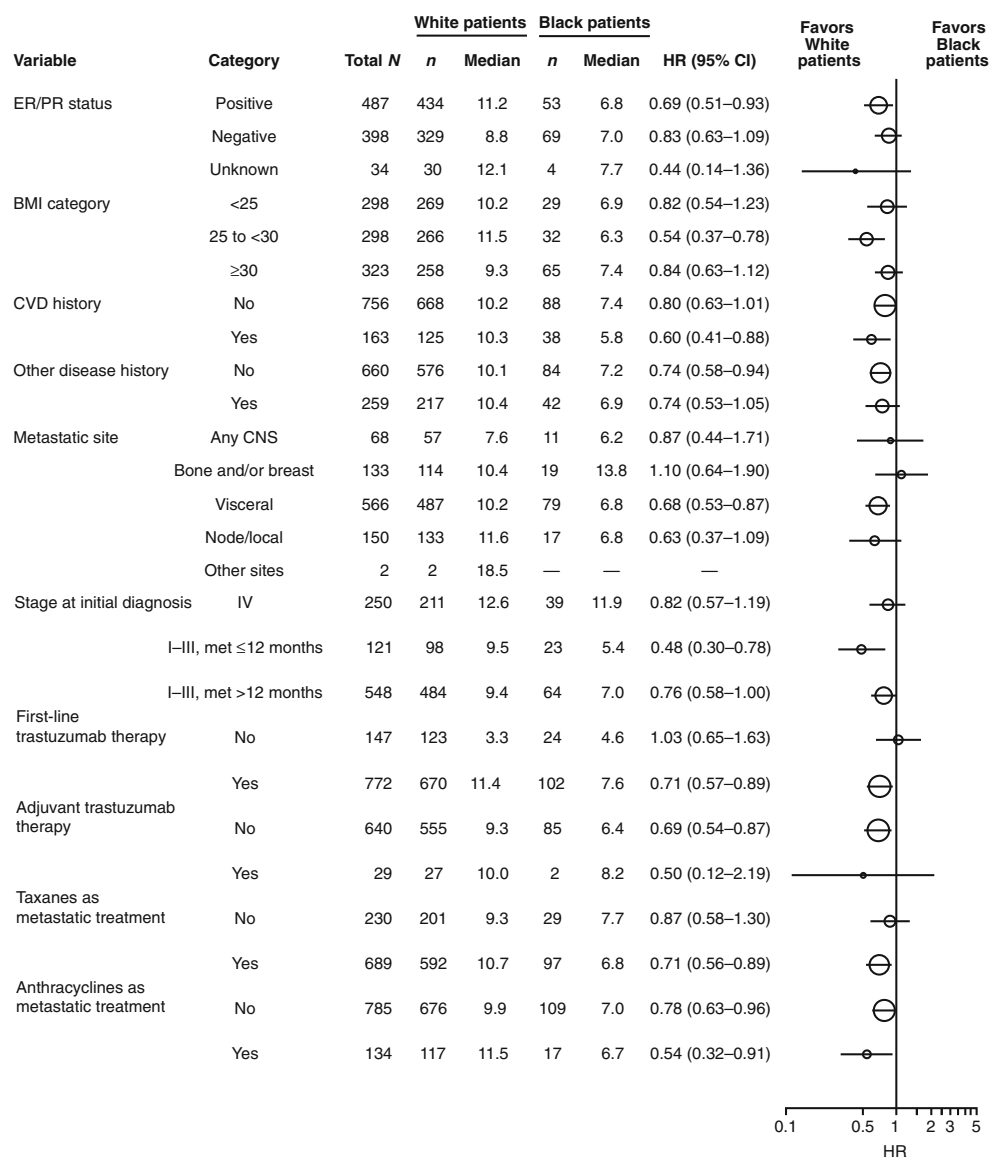 White patients Black patients Favors White patients Favors Black patients
Variable Category Total N n Median n Median HR (95% CI)
ER/PR status Positive 487 434 11.2 53 6.8 0.69 (0.51–0.93)
Negative 398 329 8.8 69 7.0 0.83 (0.63–1.09)
Unknown 34 30 12.1 4 7.7 0.44 (0.14–1.36)
BMI category <25 298 269 10.2 29 6.9 0.82 (0.54–1.23)
25 to <30 298 266 11.5 32 6.3 0.54 (0.37–0.78)
≥30 323 258 9.3 65 7.4 0.84 (0.63–1.12)
CVD history No 756 668 10.2 88 7.4 0.80 (0.63–1.01)
Yes 163 125 10.3 38 5.8 0.60 (0.41–0.88)
Other disease history No 660 576 10.1 84 7.2 0.74 (0.58–0.94)
Yes 259 217 10.4 42 6.9 0.74 (0.53–1.05)
Metastatic site Any CNS 68 57 7.6 11 6.2 0.87 (0.44–1.71)
Bone and/or breast 133 114 10.4 19 13.8 1.10 (0.64–1.90)
Visceral 566 487 10.2 79 6.8 0.68 (0.53–0.87)
Node/local 150 133 11.6 17 6.8 0.63 (0.37–1.09)
Other sites 2 2 18.5 — — —
Stage at initial diagnosis IV 250 211 12.6 39 11.9 0.82 (0.57–1.19)
I–III, met ≤12 months 121 98 9.5 23 5.4 0.48 (0.30–0.78)
I–III, met >12 months 548 484 9.4 64 7.0 0.76 (0.58–1.00)
First-line
trastuzumab therapy No 147 123 3.3 24 4.6 1.03 (0.65–1.63)
Yes 772 670 11.4 102 7.6 0.71 (0.57–0.89)
Adjuvant trastuzumab
therapy No 640 555 9.3 85 6.4 0.69 (0.54–0.87)
Yes 29 27 10.0 2 8.2 0.50 (0.12–2.19)
Taxanes as
metastatic treatment No 230 201 9.3 29 7.7 0.87 (0.58–1.30)
Yes 689 592 10.7 97 6.8 0.71 (0.56–0.89)
Anthracyclines as
metastatic treatment No 785 676 9.9 109 7.0 0.78 (0.63–0.96)
Yes 134 117 11.5 17 6.7 0.54 (0.32–0.91)
0.1 0.5 1 2 3 5
HR